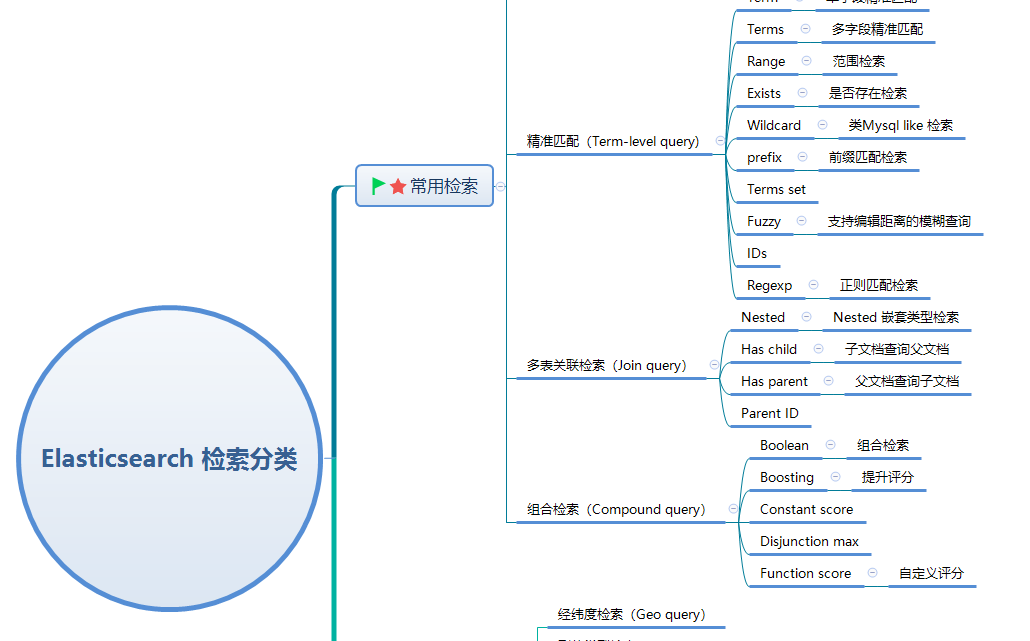 Elasticsearch 检索分类
常用检索
精准匹配（Term-level query)
Term
单字段精准匹配
Terms
多字段精准匹配
Range
范围检索
Exists
是否存在检索
Wildcard
类Mysql like 检索
prefix
前缀匹配检索
Terms set
Fuzzy
支持编辑距离的模糊查询
IDs
Regexp
正则匹配检索
多表关联检索（Join query）
Nested
Nested 嵌套类型检索
Has child
子文档查询父文档
Has parent
父文档查询子文档
Parent ID
组合检索（Compound query）
Boolean
组合检索
Boosting
提升评分
Constant score
Disjunction max
Function score
自定义评分
经纬度检索（Geo query）